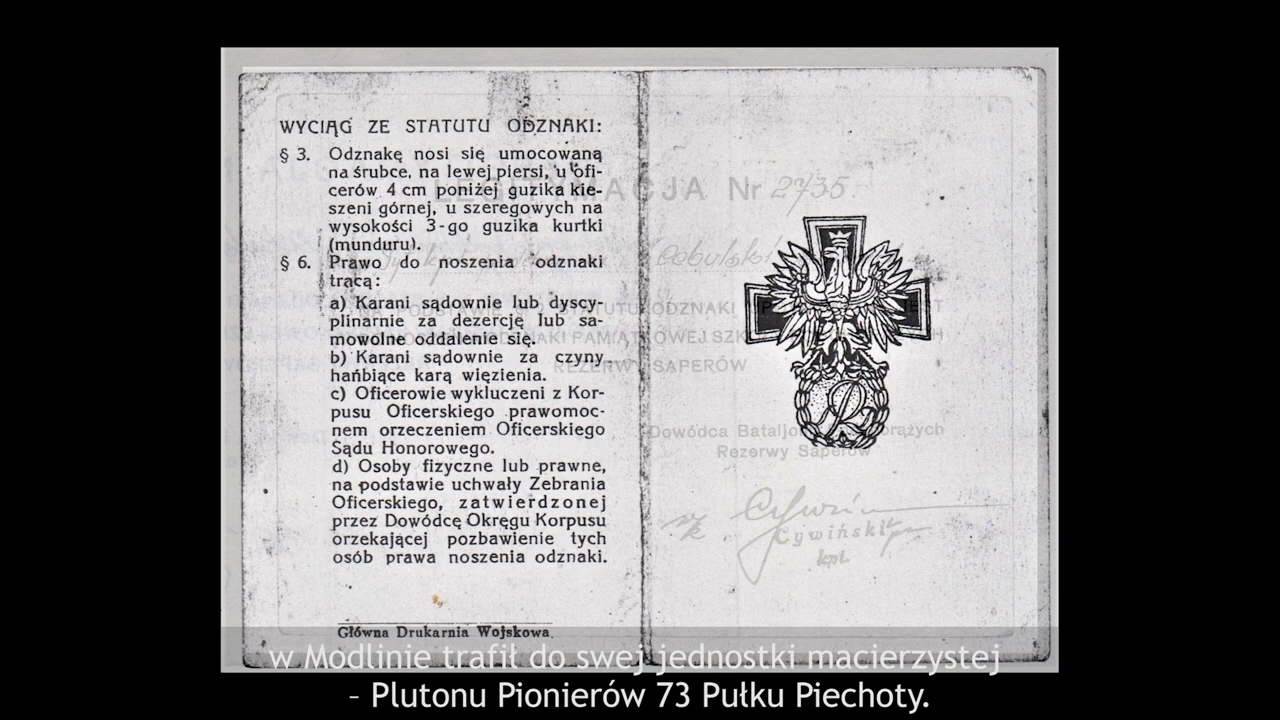 WYCIĄG ZE STATUTU ODZNAKI:
§ 3. Odznakę nosi się umocowaną
na śrubce, na lewej piersi, u ofi-
cerów 4 cm poniżej guzika kie-
szeni górnej, u szeregowych na
wysokości 3-go guzika kurtki
(munduru).
§ 6. Prawo do noszenia odznaki
tracą:
a) Karani sądownie lub dyscy-
plinarnie za dezercję lub sa-
mowolne oddalenie się.
b) Karani sądownie za czyny
hańbiące karą więzienia.
c) Oficerowie wykluczeni z Kor-
pusu Oficerskiego prawomoc-
nem orzeczeniem Oficerskiego
Sądu Honorowego.
d) Osoby fizyczne lub prawne,
na podstawie uchwały Zebrania
Oficerskiego, zatwierdzonej
przez Dowódcę Okręgu Korpusu
orzekającej pozbawienie tych
osób prawa noszenia odznaki.
Główna Drukarnia Wojskowa
LEGITYMACJA Nr 2735
STATUTU ODZNAKI
ODZNAKI PAMIĄTKOWEJ
REZERWY SAPERÓW
Dowódca
Rezerwy Saperów
Cywiński
kpt.
w Modlinie trafił do swej jednostki macierzystej
– Plutonu Pionierów 73 Pułku Piechoty.